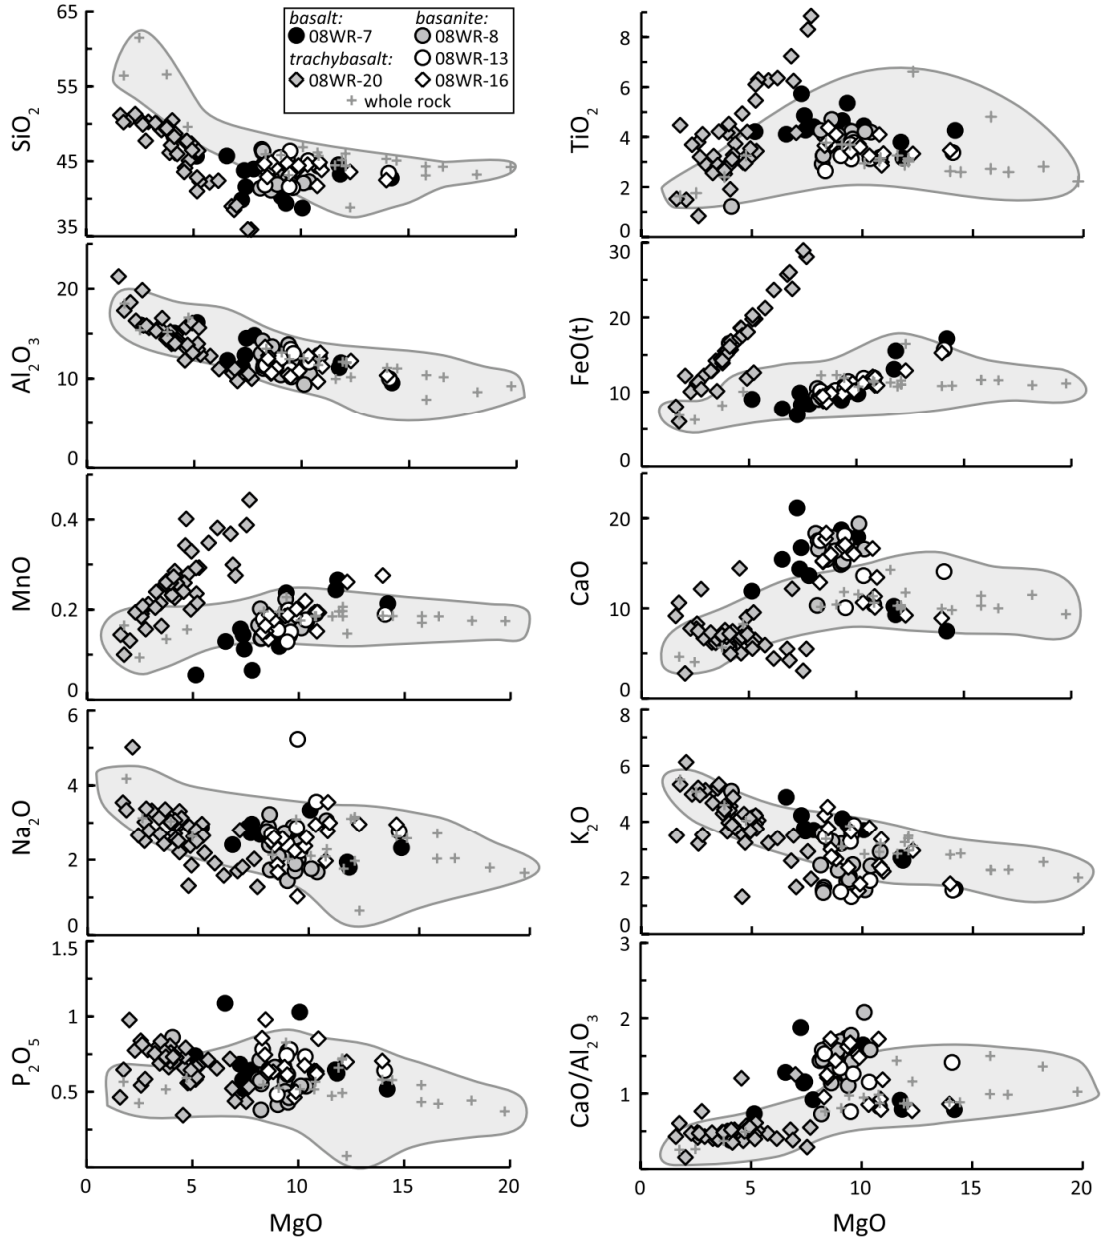 basalt: basanite:
08WR-7 08WR-8
trachybasalt: 08WR-13
08WR-20 08WR-16
whole rock
SiO2
65
55
45
35
TiO2
8
6
4
2
0
Al2O3
20
10
0
FeO(t)
30
20
10
0
MnO
0.4
0.2
0
CaO
20
10
0
Na2O
6
4
2
0
K2O
8
6
4
2
0
P2O5
1.5
1
0.5
CaO/Al2O3
3
2
1
0
0 5 10 15 20
MgO
0 5 10 15 20
MgO